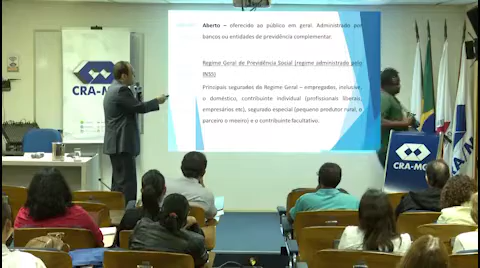 Aberto – oferecido ao público em geral. Administrado por
bancos ou entidades de previdência complementar.
Regime Geral de Previdência Social (regime administrado pelo
INSS)
Principais segurados do Regime Geral – empregados, inclusive,
o doméstico, contribuinte individual (profissionais liberais,
empresários etc), segurado especial (pequeno produtor rural, o
parceiro o meeiro) e o contribuinte facultativo.
CRA-MG
CRA-MG